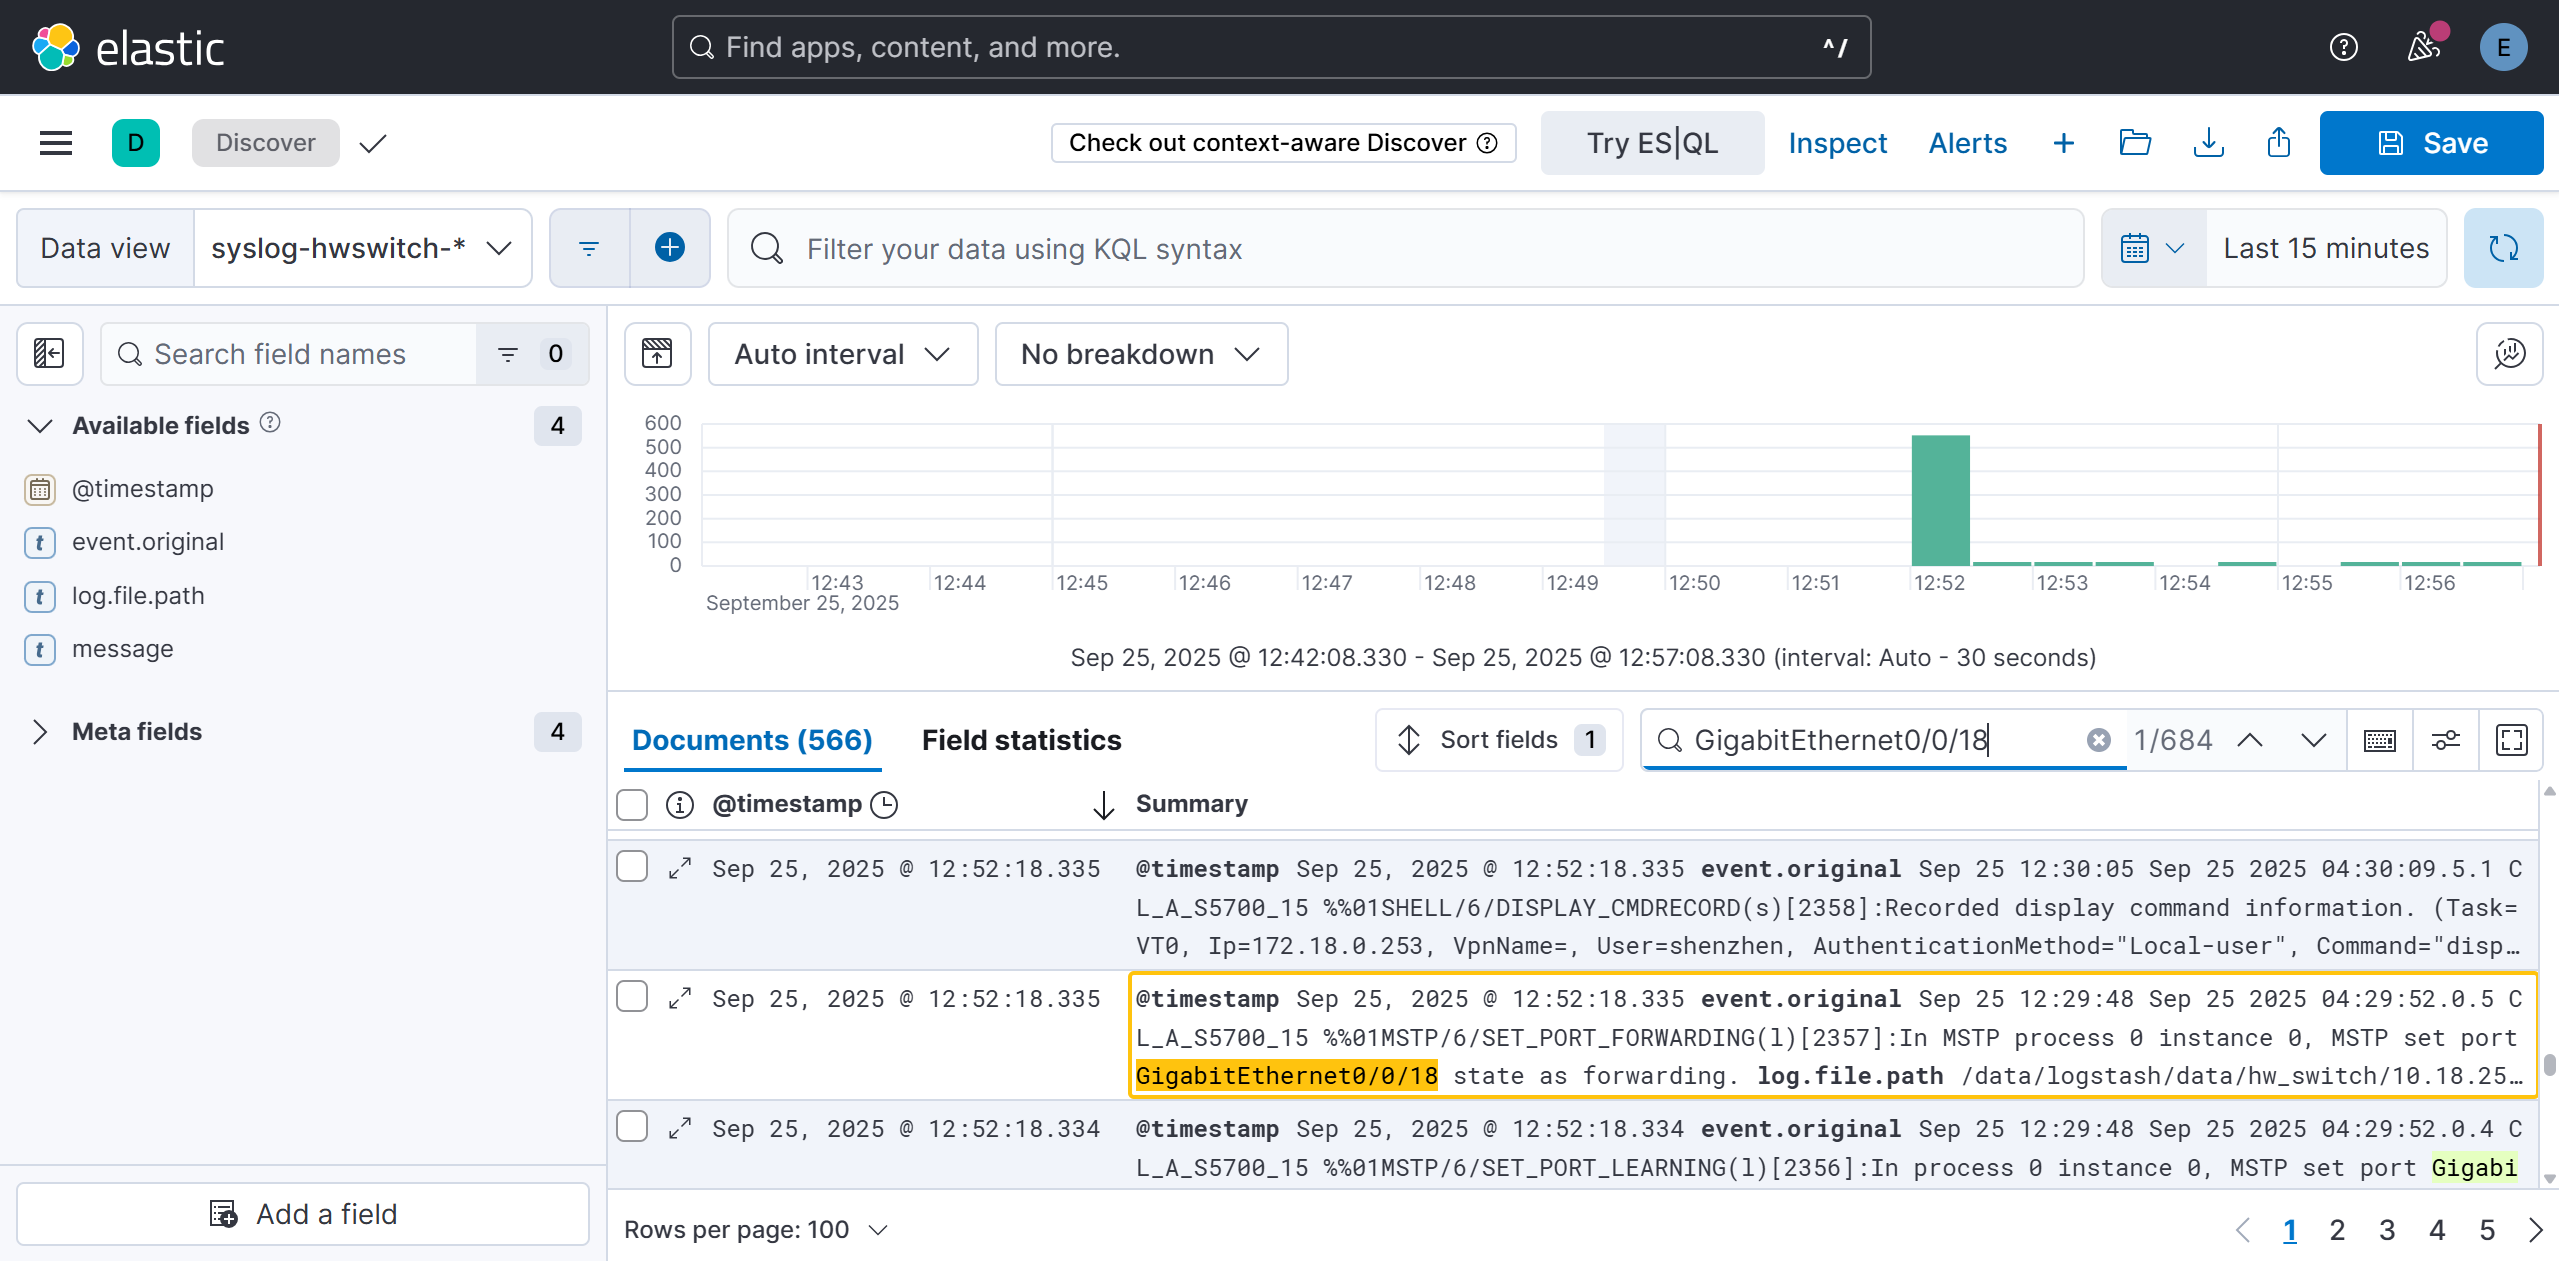 elastic
Find apps, content, and more.
^/
E
D
Discover
Check out context-aware Discover
Try ES|QL
Inspect
Alerts
Save
Data view
syslog-hwswitch-*
Filter your data using KQL syntax
Last 15 minutes
Search field names
0
Auto interval
No breakdown
Available fields
4
@timestamp
event.original
log.file.path
message
Meta fields
4
Add a field
600
500
400
300
200
100
0
12:43
12:44
12:45
12:46
12:47
12:48
12:49
12:50
12:51
12:52
12:53
12:54
12:55
12:56
September 25, 2025
Sep 25, 2025 @ 12:42:08.330 - Sep 25, 2025 @ 12:57:08.330 (interval: Auto - 30 seconds)
Documents (566)
Field statistics
Sort fields 1
GigabitEthernet0/0/18
1/684
@timestamp
Summary
Sep 25, 2025 @ 12:52:18.335
@timestamp Sep 25, 2025 @ 12:52:18.335 event.original Sep 25 12:30:05 Sep 25 2025 04:30:09.5.1 C
L_A_S5700_15 %%01SHELL/6/DISPLAY_CMDRECORD(s)[2358]:Recorded display command information. (Task=
VT0, Ip=172.18.0.253, VpnName=, User=shenzhen, AuthenticationMethod="Local-user", Command="disp…
Sep 25, 2025 @ 12:52:18.335
@timestamp Sep 25, 2025 @ 12:52:18.335 event.original Sep 25 12:29:48 Sep 25 2025 04:29:52.0.5 C
L_A_S5700_15 %%01MSTP/6/SET_PORT_FORWARDING(l)[2357]:In MSTP process 0 instance 0, MSTP set port
GigabitEthernet0/0/18 state as forwarding. log.file.path /data/logstash/data/hw_switch/10.18.25…
Sep 25, 2025 @ 12:52:18.334
@timestamp Sep 25, 2025 @ 12:52:18.334 event.original Sep 25 12:29:48 Sep 25 2025 04:29:52.0.4 C
L_A_S5700_15 %%01MSTP/6/SET_PORT_LEARNING(l)[2356]:In process 0 instance 0, MSTP set port Gigabi
Rows per page: 100
1 2 3 4 5